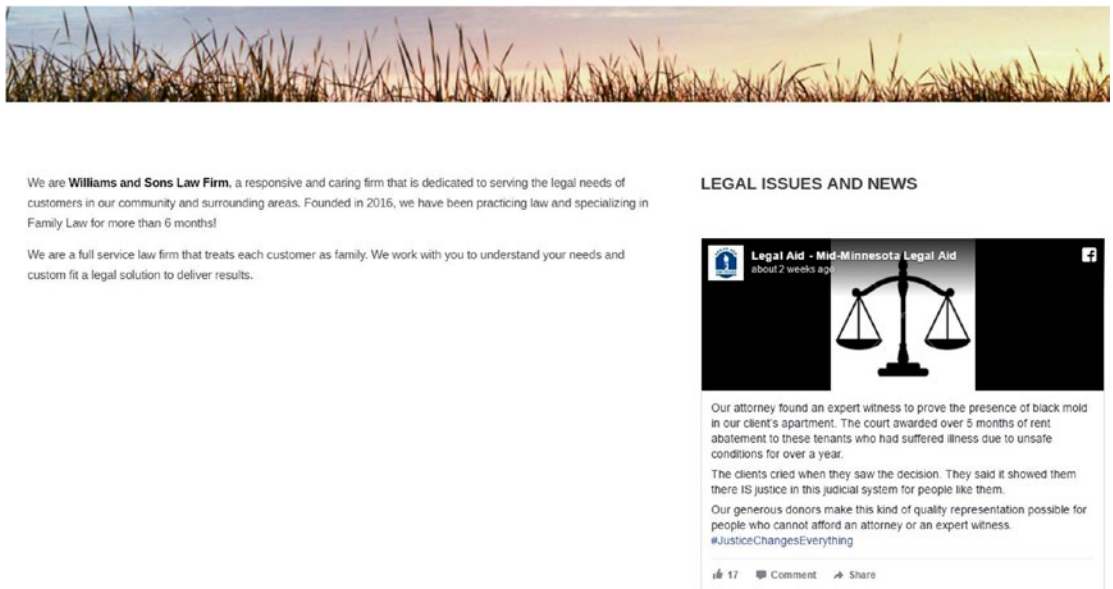 We are Williams and Sons Law Firm, a responsive and caring firm that is dedicated to serving the legal needs of
customers in our community and surrounding areas. Founded in 2016, we have been practicing law and specializing in
Family Law for more than 6 months!
We are a full service law firm that treats each customer as family. We work with you to understand your needs and
custom fit a legal solution to deliver results.
LEGAL ISSUES AND NEWS
Legal Aid - Mid-Minnesota Legal Aid
about 2 weeks ago
Our attorney found an expert witness to prove the presence of black mold
in our client's apartment. The court awarded over 5 months of rent
abatement to these tenants who had suffered illness due to unsafe
conditions for over a year.
The clients cried when they saw the decision. They said it showed them
there IS justice in this judicial system for people like them.
Our generous donors make this kind of quality representation possible for
people who cannot afford an attorney or an expert witness.
#JusticeChangesEverything
17 Comment Share